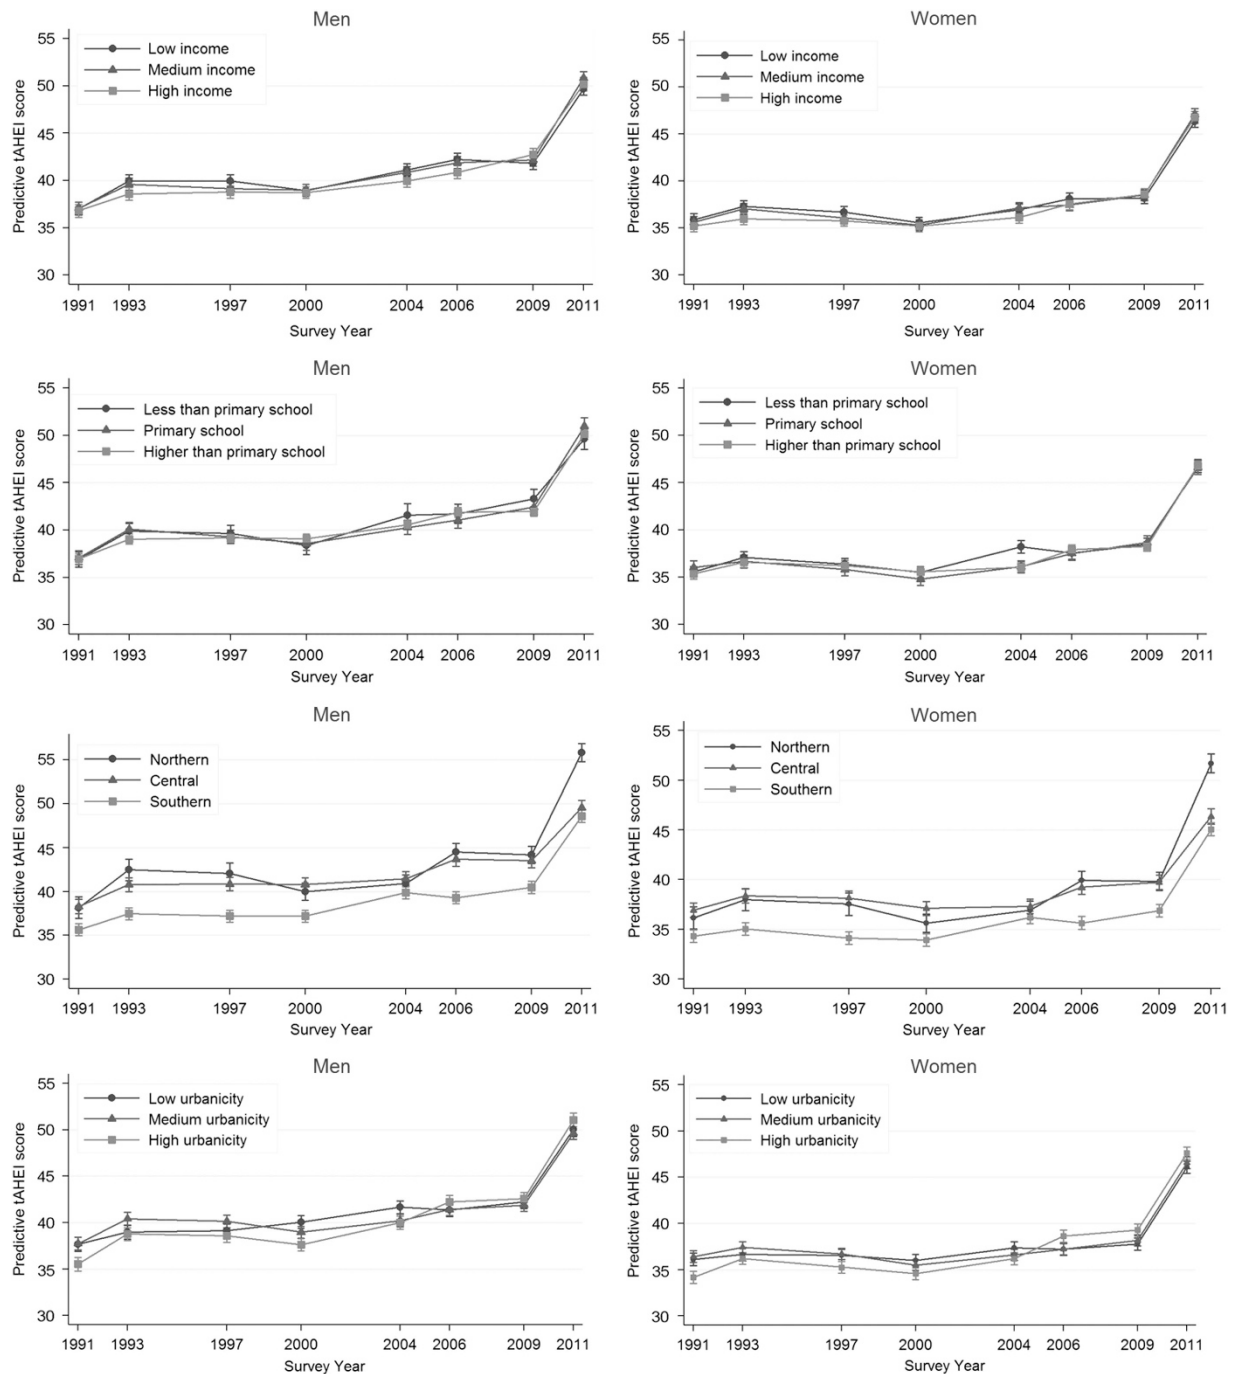 Men
Predictive tAHEI score
55
50
45
40
35
30
Low income
Medium income
High income
1991 1993 1997 2000 2004 2006 2009 2011
Survey Year
Women
Predictive tAHEI score
55
50
45
40
35
30
Low income
Medium income
High income
1991 1993 1997 2000 2004 2006 2009 2011
Survey Year
Men
Predictive tAHEI score
55
50
45
40
35
30
Less than primary school
Primary school
Higher than primary school
1991 1993 1997 2000 2004 2006 2009 2011
Survey Year
Women
Predictive tAHEI score
55
50
45
40
35
30
Less than primary school
Primary school
Higher than primary school
1991 1993 1997 2000 2004 2006 2009 2011
Survey Year
Men
Predictive tAHEI score
55
50
45
40
35
30
Northern
Central
Southern
1991 1993 1997 2000 2004 2006 2009 2011
Survey Year
Women
Predictive tAHEI score
55
50
45
40
35
30
Northern
Central
Southern
1991 1993 1997 2000 2004 2006 2009 2011
Survey Year
Men
Predictive tAHEI score
55
50
45
40
35
30
Low urbanicity
Medium urbanicity
High urbanicity
1991 1993 1997 2000 2004 2006 2009 2011
Survey Year
Women
Predictive tAHEI score
55
50
45
40
35
30
Low urbanicity
Medium urbanicity
High urbanicity
1991 1993 1997 2000 2004 2006 2009 2011
Survey Year